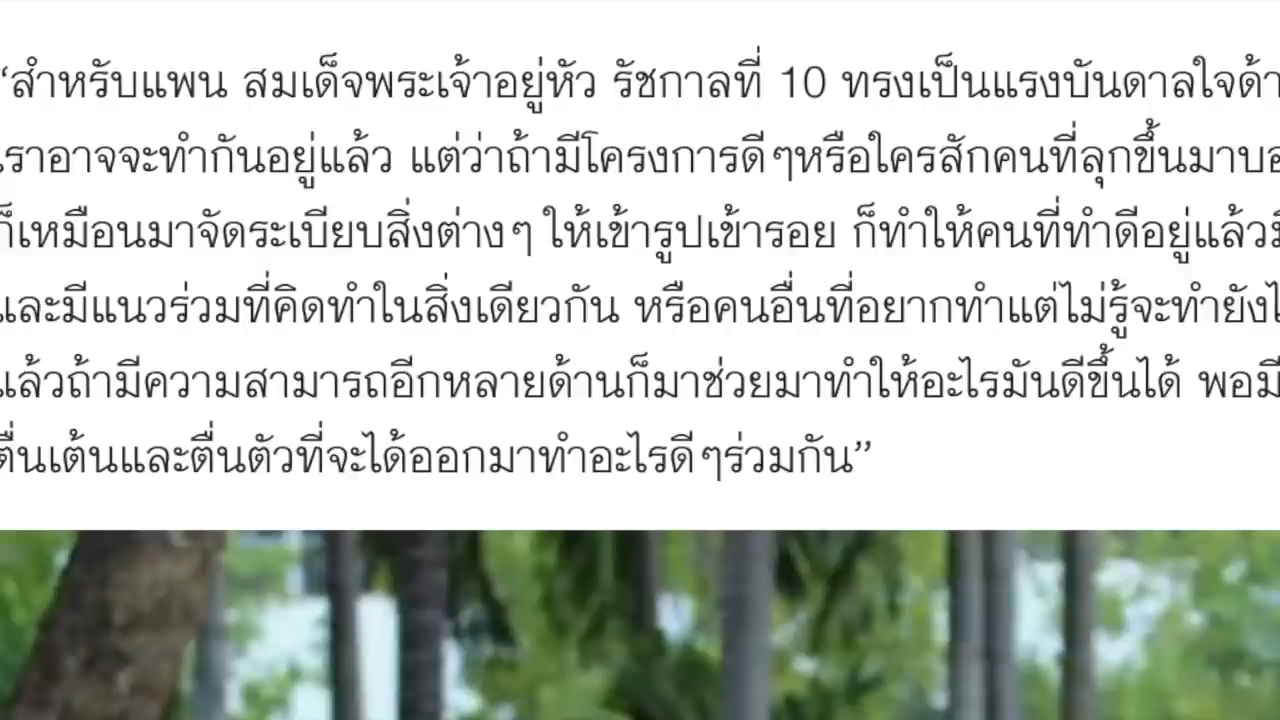 “สำหรับแพน สมเด็จพระเจ้าอยู่หัว รัชกาลที่ 10 ทรงเป็นแรงบันดาลใจด้า
เราอาจจะทำกันอยู่แล้ว แต่ว่าถ้ามีโครงการดีๆหรือใครสักคนที่ลุกขึ้นมาบอ
ก็เหมือนมาจัดระเบียบสิ่งต่างๆ ให้เข้ารูปเข้ารอย ก็ทำให้คนที่ทำดีอยู่แล้วมี
และมีแนวร่วมที่คิดทำในสิ่งเดียวกัน หรือคนอื่นที่อยากทำแต่ไม่รู้จะทำยังไ
แล้วถ้ามีความสามารถอีกหลายด้านก็มาช่วยมาทำให้อะไรมันดีขึ้นได้ พอมี
ตื่นเต้นและตื่นตัวที่จะได้ออกมาทำอะไรดีๆร่วมกัน”